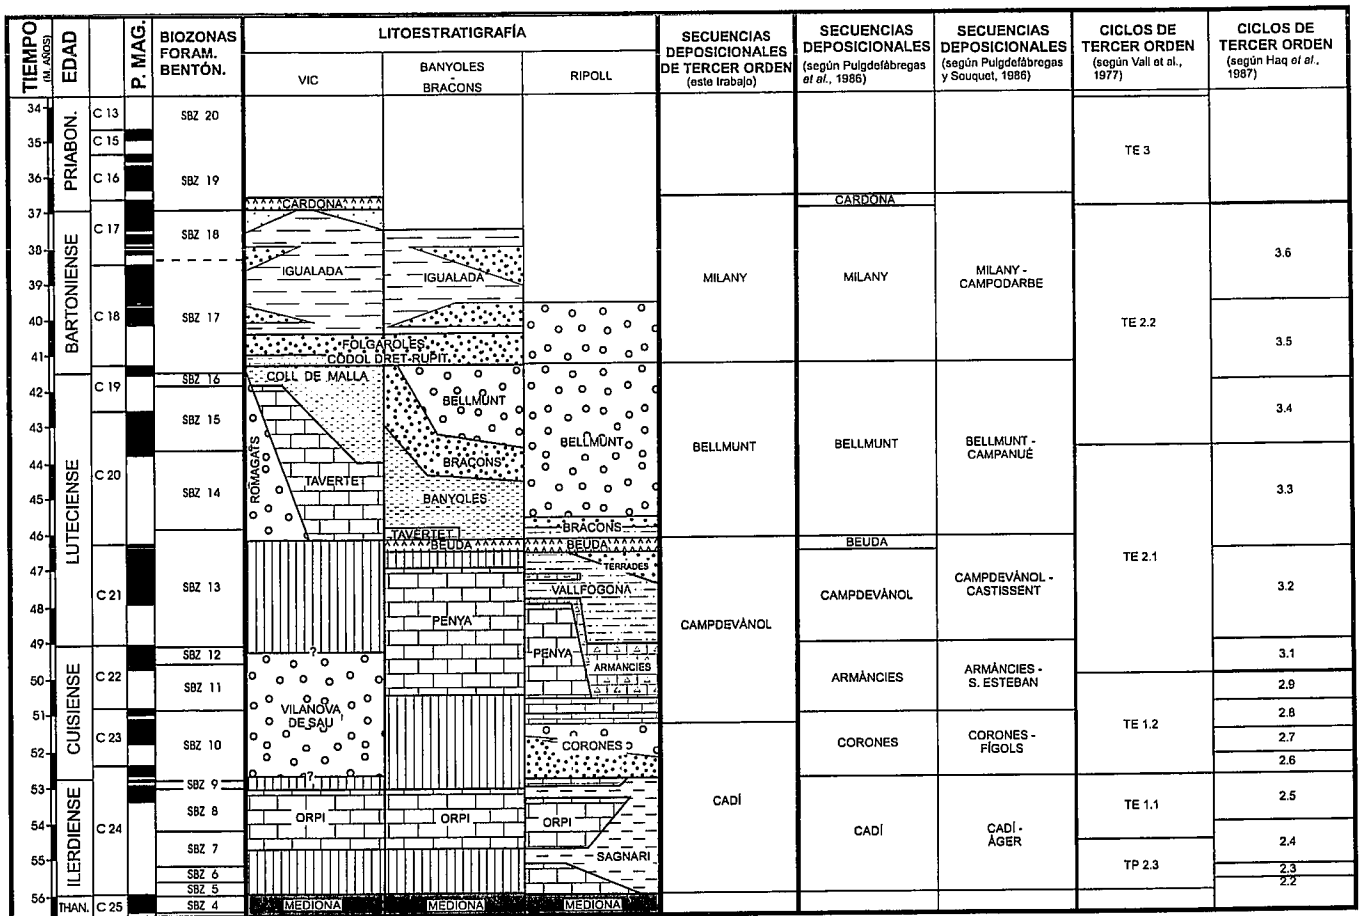 TIEMPO
(M. AÑOS)
EDAD
P. MAG.
BIOZONAS
FORAM.
BENTÓN.
LITOESTRATIGRAFÍA
VIC
BANYOLES
-
BRACONS
RIPOLL
SECUENCIAS
DEPOSICIONALES
DE TERCER ORDEN
(este trabajo)
SECUENCIAS
DEPOSICIONALES
(según Puigdefàbregas
et al., 1986)
SECUENCIAS
DEPOSICIONALES
(según Puigdefàbregas
y Souquet, 1986)
CICLOS DE
TERCER ORDEN
(según Vail et al.,
1977)
CICLOS DE
TERCER ORDEN
(según Haq et al.,
1987)
34
35
36
37
38
39
40
41
42
43
44
45
46
47
48
49
50
51
52
53
54
55
56
PRIABON.
BARTONIENSE
LUTECIENSE
CUISIENSE
ILERDIENSE
THAN.
C 13
C 15
C 16
C 17
C 18
C 19
C 20
C 21
C 22
C 23
C 24
C 25
SBZ 20
SBZ 19
SBZ 18
SBZ 17
SBZ 16
SBZ 15
SBZ 14
SBZ 13
SBZ 12
SBZ 11
SBZ 10
SBZ 9
SBZ 8
SBZ 7
SBZ 6
SBZ 5
SBZ 4
CARDONA
IGUALADA
FOLGAROLES
CODOL DRET-RUPIT
COLL DE MALLA
ROMAGATS
TAVERTET
?
VILANOVA
DE SAU
?
ORPI
MEDIONA
IGUALADA
BELLMUNT
BRACONS
BANYOLES
TAVERTET
BEUDA
PENYA
ORPI
MEDIONA
BELLMUNT
BRACONS
BEUDA
TERRADES
VALLFOGONA
PENYA
ARMANCIES
CORONES
ORPI
SAGNARI
MEDIONA
MILANY
BELLMUNT
CAMPDEVÀNOL
CADÍ
CARDONA
MILANY
BELLMUNT
BEUDA
CAMPDEVÀNOL
ARMÀNCIES
CORONES
CADÍ
MILANY -
CAMPODARBE
BELLMUNT -
CAMPANUÉ
CAMPDEVÀNOL -
CASTISSENT
ARMÀNCIES -
S. ESTEBAN
CORONES -
FÍGOLS
CADÍ -
ÀGER
TE 3
TE 2.2
TE 2.1
TE 1.2
TE 1.1
TP 2.3
3.6
3.5
3.4
3.3
3.2
3.1
2.9
2.8
2.7
2.6
2.5
2.4
2.3
2.2